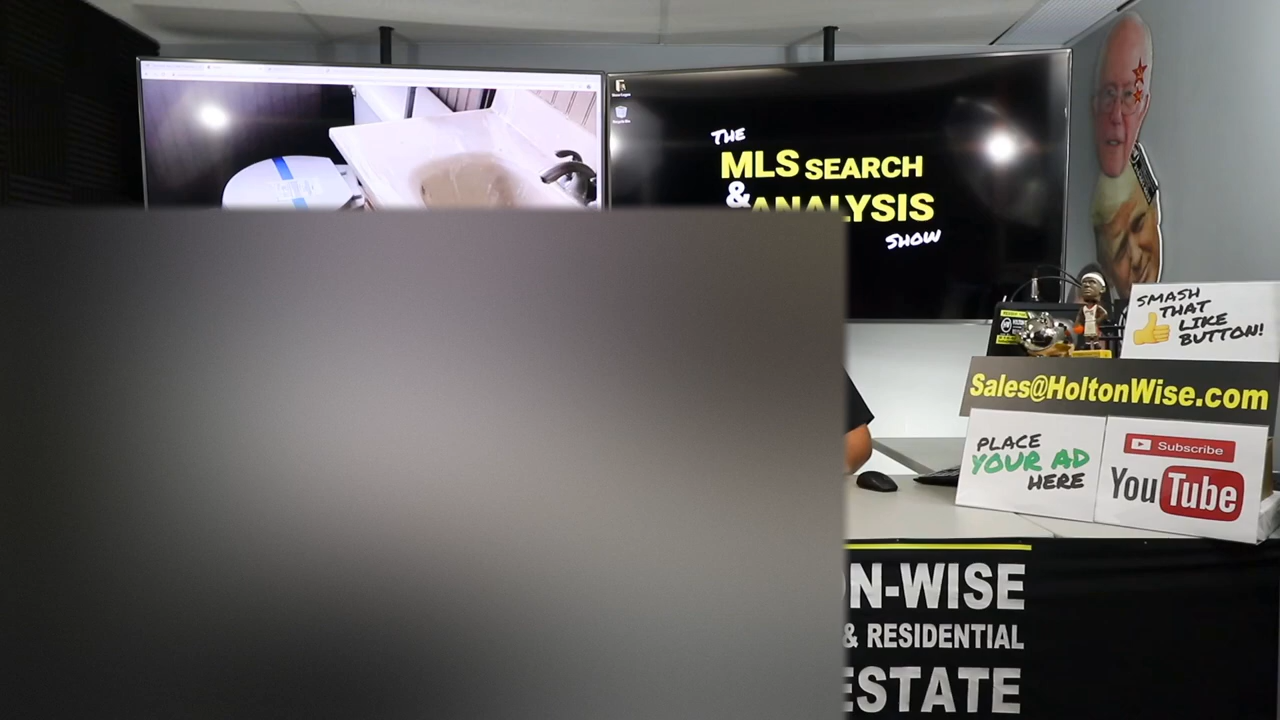 THE
MLS SEARCH
& ANALYSIS
SHOW
SMASH
THAT
LIKE
BUTTON!
Sales@HoltonWise.com
PLACE
YOUR AD
HERE
Subscribe
YouTube
N-WISE
& RESIDENTIAL
ESTATE